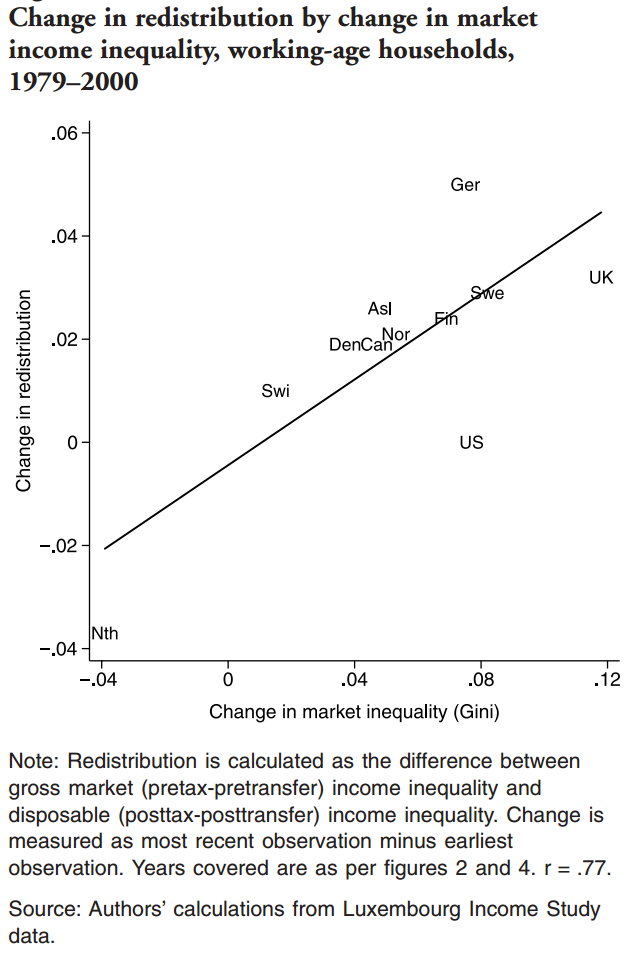 Change in redistribution by change in market
income inequality, working-age households,
1979–2000
.06
.04
.02
0
−.02
−.04
Change in redistribution
Ger
UK
Swe
Asl
Fin
Nor
DenCan
Swi
US
Nth
−.04
0
.04
.08
.12
Change in market inequality (Gini)
Note: Redistribution is calculated as the difference between
gross market (pretax-pretransfer) income inequality and
disposable (posttax-posttransfer) income inequality. Change is
measured as most recent observation minus earliest
observation. Years covered are as per figures 2 and 4. r = .77.
Source: Authors’ calculations from Luxembourg Income Study
data.